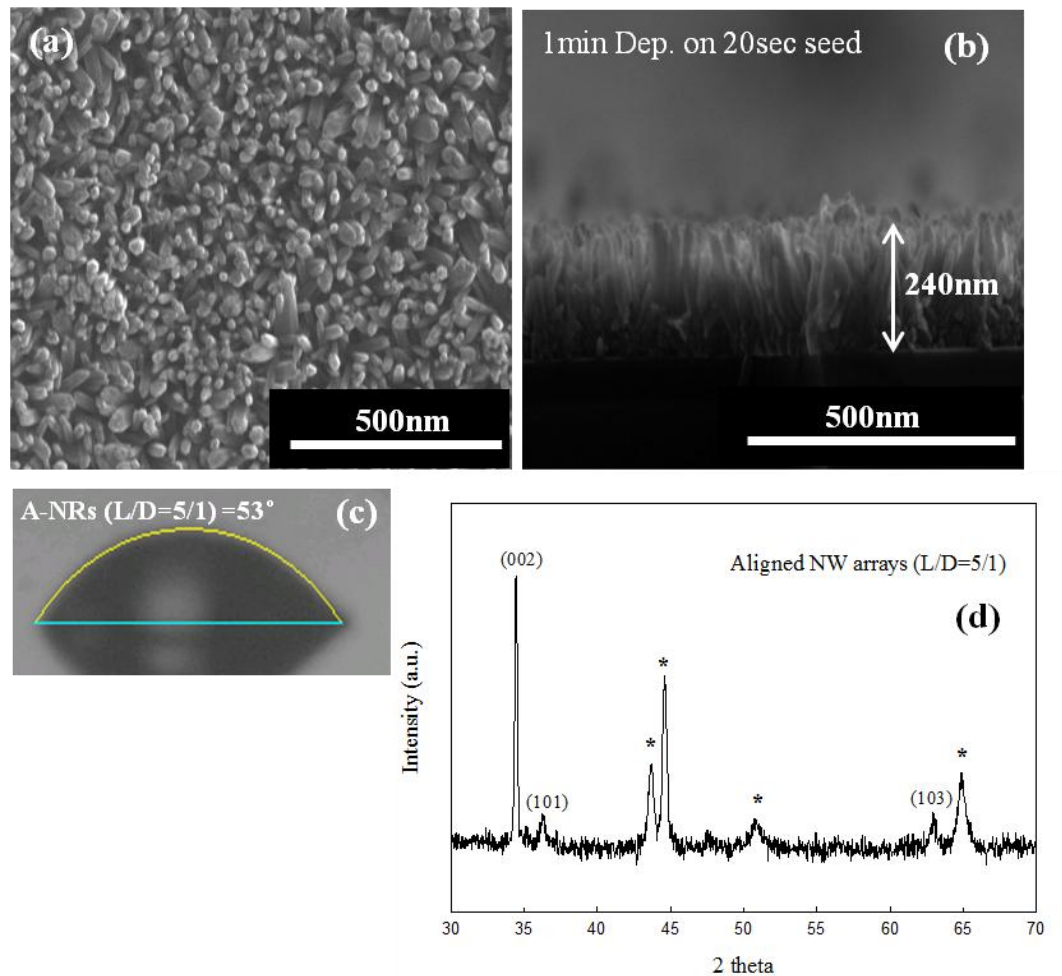 (a)
500nm
1min Dep. on 20sec seed
(b)
240nm
500nm
A-NRs (L/D=5/1) =53°
(c)
(002)
Aligned NW arrays (L/D=5/1)
(d)
*
*
*
*
(101)
(103)
Intensity (a.u.)
30 35 40 45 50 55 60 65 70
2 theta